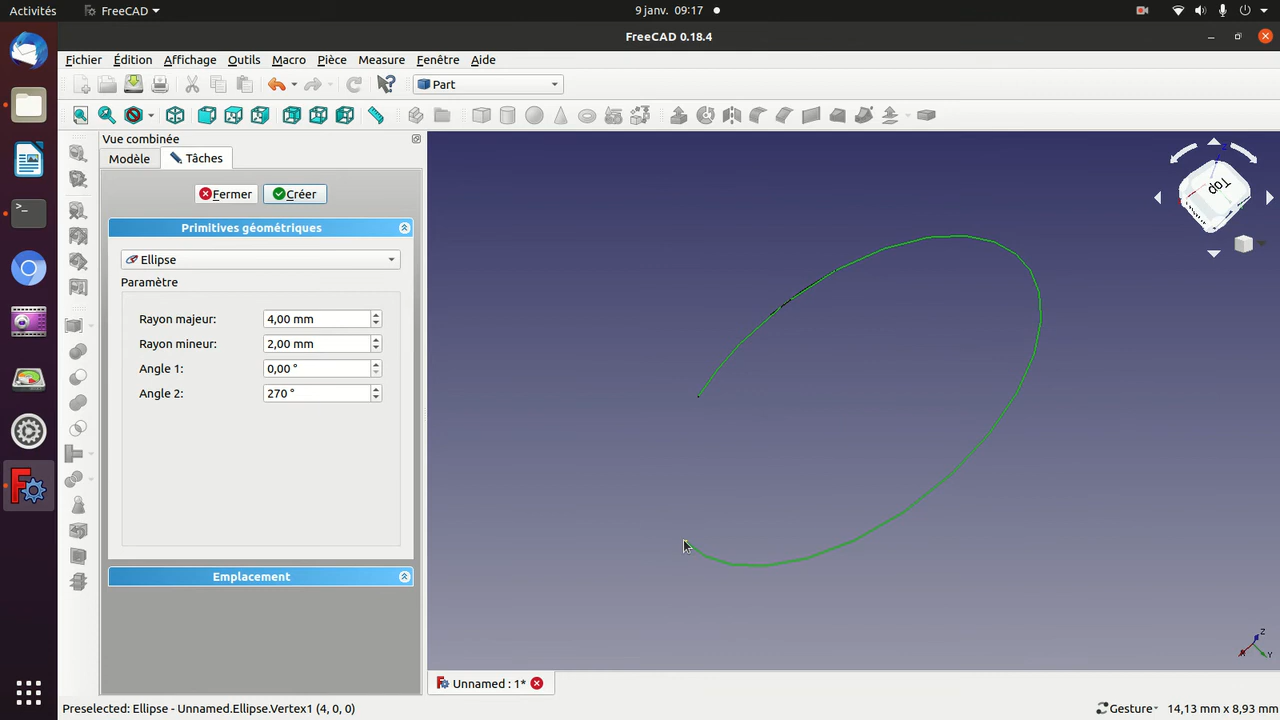 Activités
FreeCAD
9 janv. 09:17
FreeCAD 0.18.4
Fichier Édition Affichage Outils Macro Pièce Mesure Fenêtre Aide
Part
Vue combinée
Modèle Tâches
Fermer Créer
Primitives géométriques
Ellipse
Paramètre
Rayon majeur: 4,00 mm
Rayon mineur: 2,00 mm
Angle 1: 0,00 °
Angle 2: 270 °
Emplacement
Top
Z
X
Y
Unnamed : 1*
Preselected: Ellipse - Unnamed.Ellipse.Vertex1 (4, 0, 0)
Gesture
14,13 mm x 8,93 mm